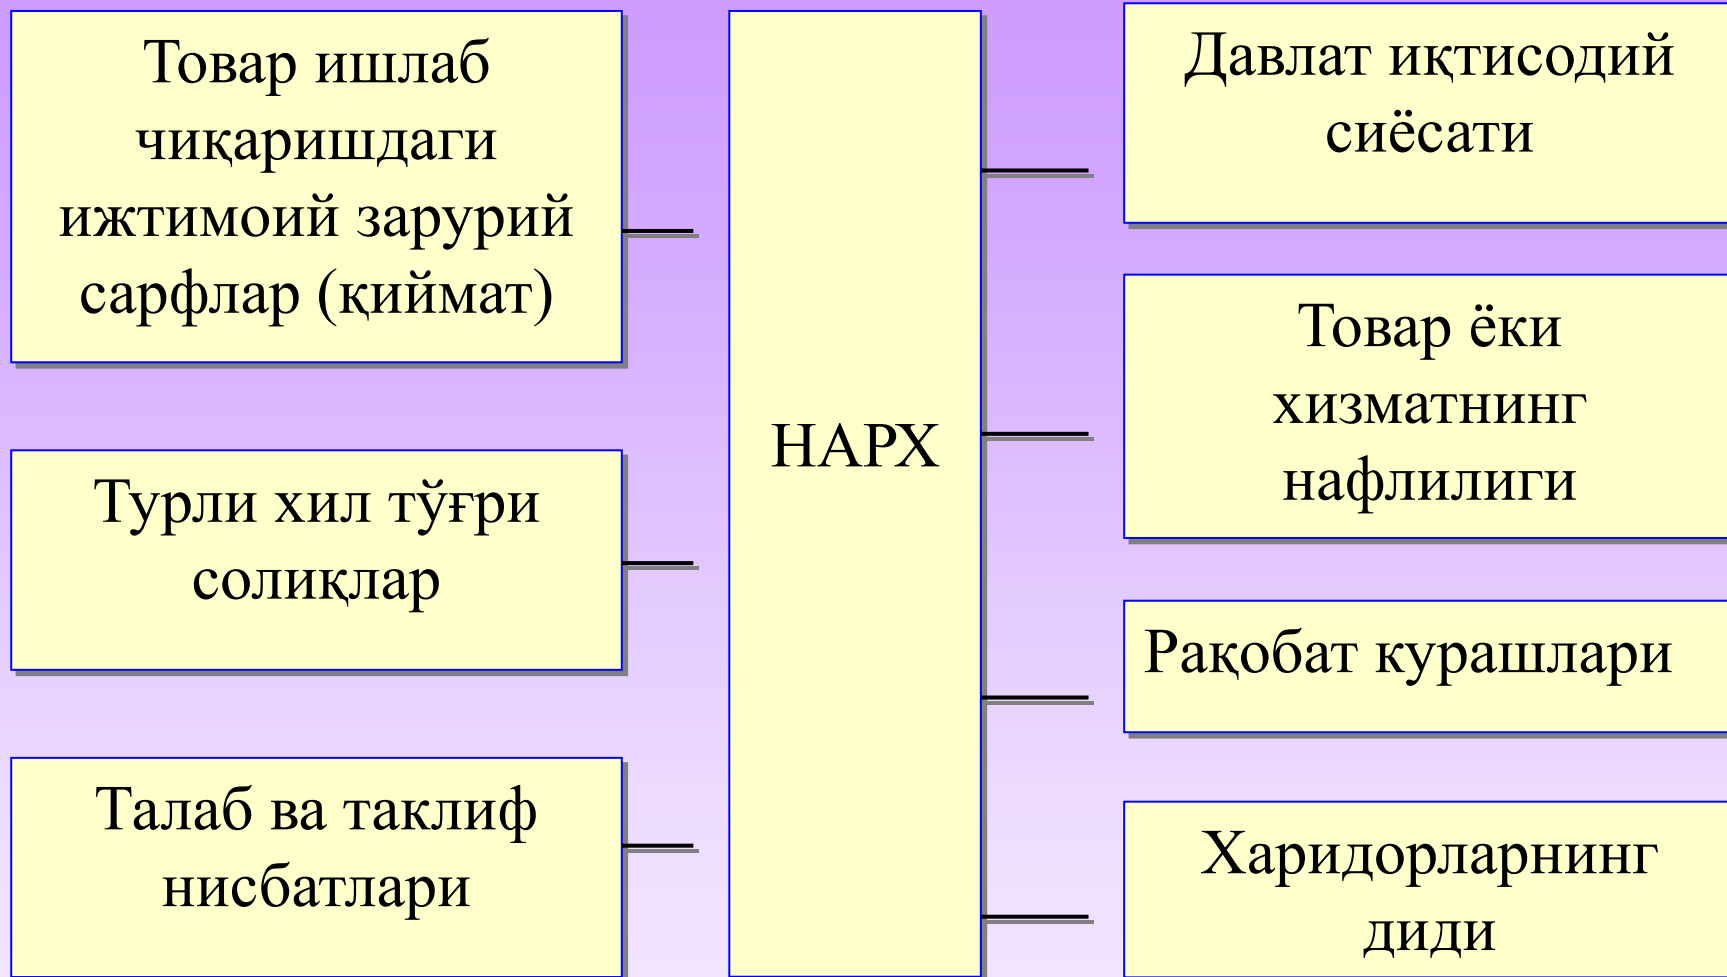 Товар ишлаб
чиқаришдаги
ижтимоий зарурий
сарфлар (қиймат)
Турли хил тўғри
солиқлар
Талаб ва таклиф
нисбатлари
НАРХ
Давлат иқтисодий
сиёсати
Товар ёки
хизматнинг
нафлилиги
Рақобат курашлари
Харидорларнинг
диди